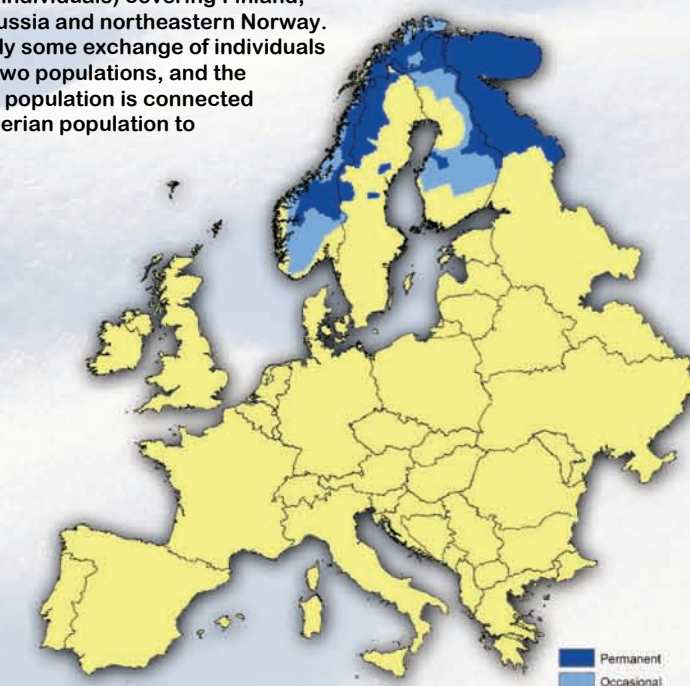 individuals) covering Finland,
ussia and northeastern Norway.
ly some exchange of individuals
wo populations, and the
population is connected
erian population to
Permanent
Occasional